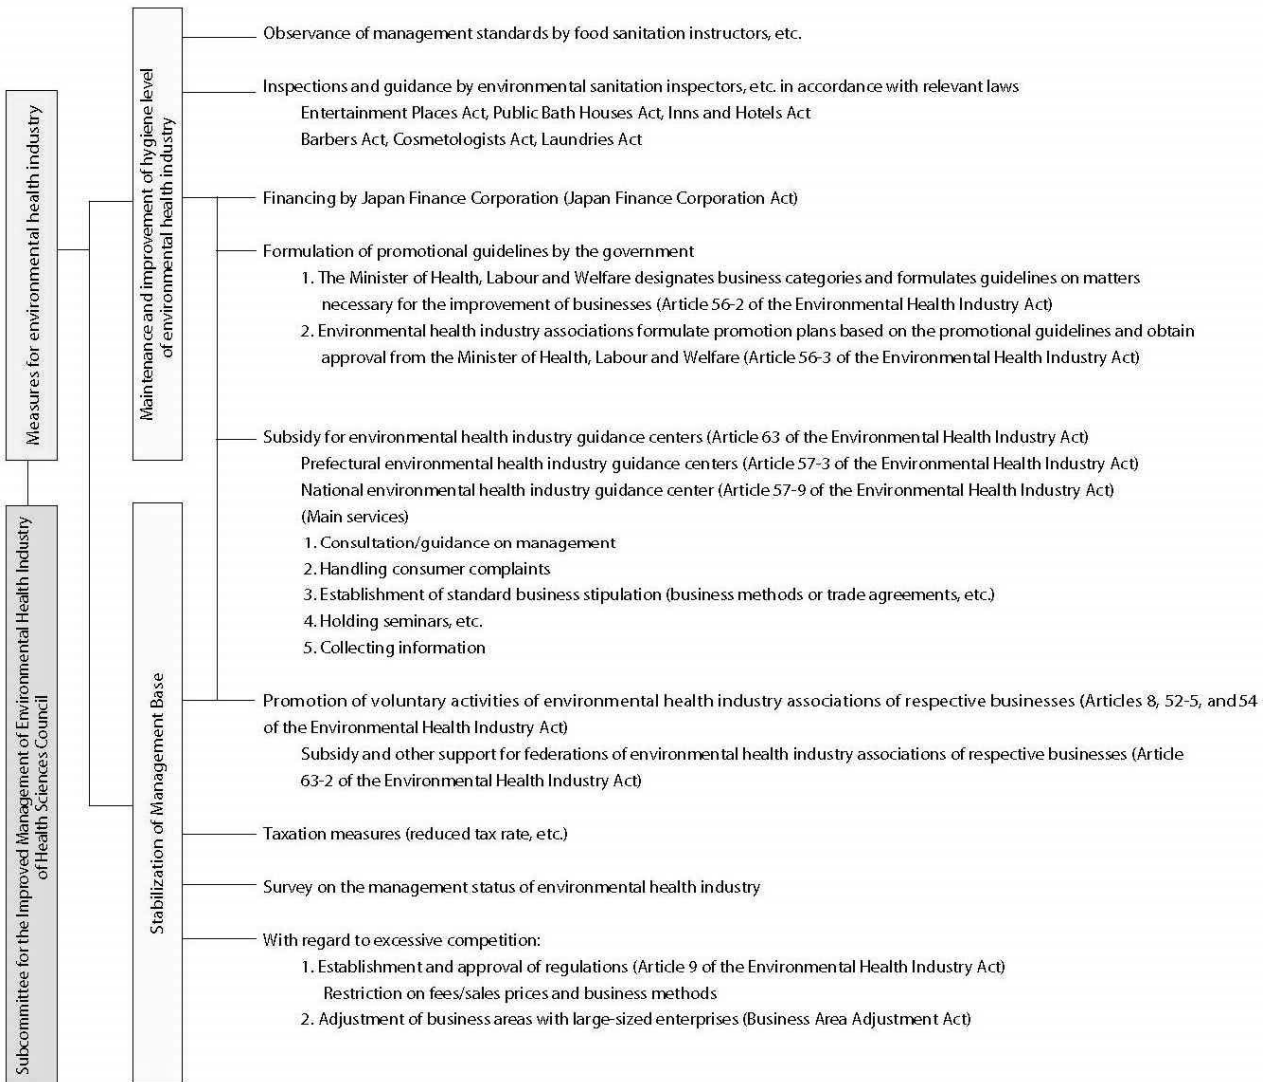 Measures for environmental health industry
Subcommittee for the Improved Management of Environmental Health Industry
of Health Sciences Council
Maintenance and improvement of hygiene level
of environmental health industry
Observance of management standards by food sanitation instructors, etc.
Inspections and guidance by environmental sanitation inspectors, etc. in accordance with relevant laws
Entertainment Places Act, Public Bath Houses Act, Inns and Hotels Act
Barbers Act, Cosmetologists Act, Laundries Act
Financing by Japan Finance Corporation (Japan Finance Corporation Act)
Formulation of promotional guidelines by the government
1. The Minister of Health, Labour and Welfare designates business categories and formulates guidelines on matters
necessary for the improvement of businesses (Article 56-2 of the Environmental Health Industry Act)
2. Environmental health industry associations formulate promotion plans based on the promotional guidelines and obtain
approval from the Minister of Health, Labour and Welfare (Article 56-3 of the Environmental Health Industry Act)
Subsidy for environmental health industry guidance centers (Article 63 of the Environmental Health Industry Act)
Prefectural environmental health industry guidance centers (Article 57-3 of the Environmental Health Industry Act)
National environmental health industry guidance center (Article 57-9 of the Environmental Health Industry Act)
(Main services)
1. Consultation/guidance on management
2. Handling consumer complaints
3. Establishment of standard business stipulation (business methods or trade agreements, etc.)
4. Holding seminars, etc.
5. Collecting information
Stabilization of Management Base
Promotion of voluntary activities of environmental health industry associations of respective businesses (Articles 8, 52-5, and 54
of the Environmental Health Industry Act)
Subsidy and other support for federations of environmental health industry associations of respective businesses (Article
63-2 of the Environmental Health Industry Act)
Taxation measures (reduced tax rate, etc.)
Survey on the management status of environmental health industry
With regard to excessive competition:
1. Establishment and approval of regulations (Article 9 of the Environmental Health Industry Act)
Restriction on fees/sales prices and business methods
2. Adjustment of business areas with large-sized enterprises (Business Area Adjustment Act)